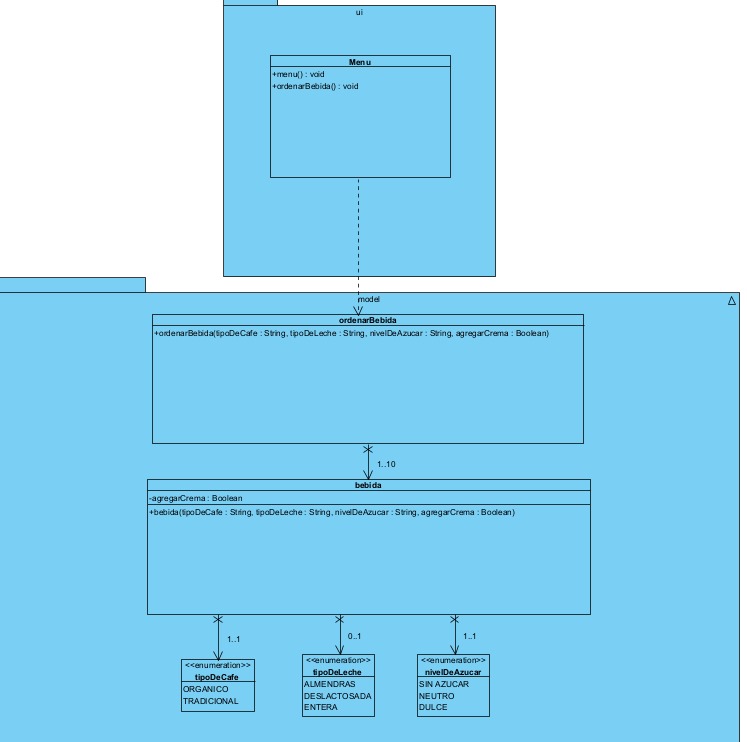 ui
Menu
+menu() : void
+ordenarBebida() : void
model
ordenarBebida
+ordenarBebida(tipoDeCafe : String, tipoDeLeche : String, nivelDeAzucar : String, agregarCrema : Boolean)
1..10
bebida
-agregarCrema : Boolean
+bebida(tipoDeCafe : String, tipoDeLeche : String, nivelDeAzucar : String, agregarCrema : Boolean)
1..1
0..1
1..1
<<enumeration>>
tipoDeCafe
ORGANICO
TRADICIONAL
<<enumeration>>
tipoDeLeche
ALMENDRAS
DESLACTOSADA
ENTERA
<<enumeration>>
nivelDeAzucar
SIN AZUCAR
NEUTRO
DULCE